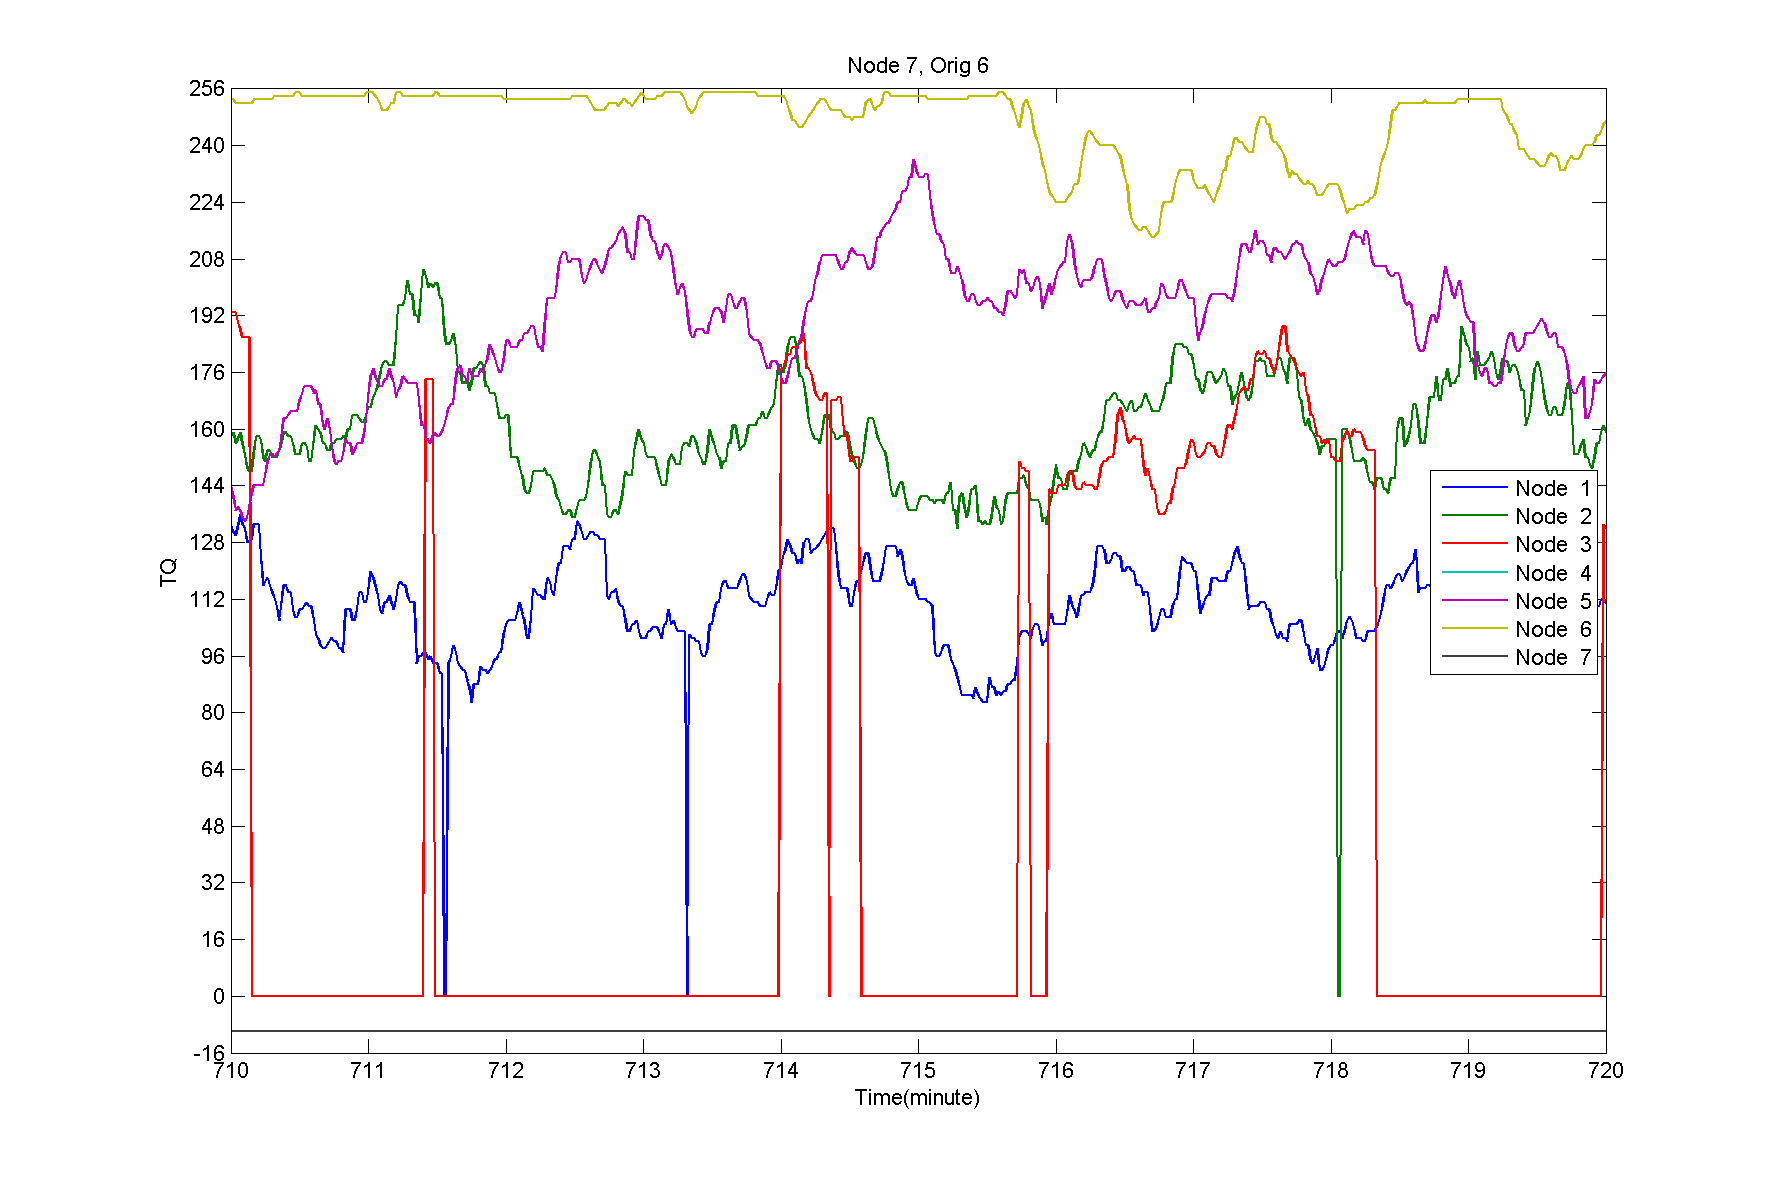 Node 7, Orig 6
256
240
224
208
192
176
160
144
128
112
96
80
64
48
32
16
0
-16
TQ
Node 1
Node 2
Node 3
Node 4
Node 5
Node 6
Node 7
710 711 712 713 714 715 716 717 718 719 720
Time(minute)